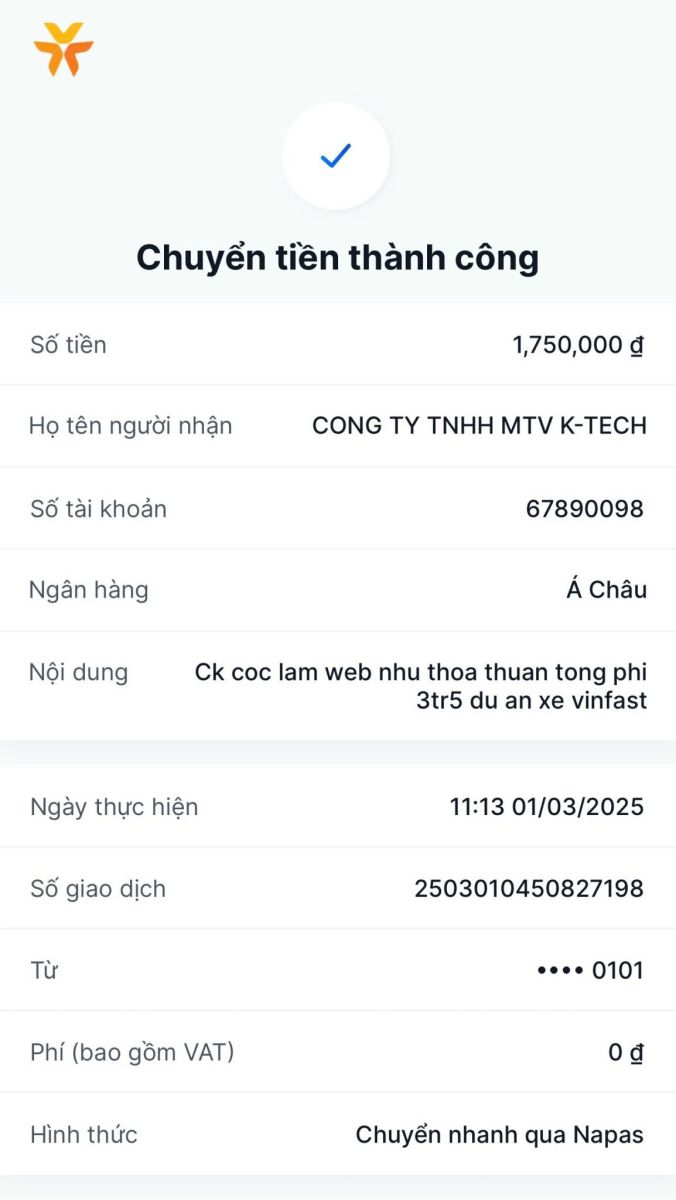 Chuyển tiền thành công
Số tiền 1,750,000 ₫
Họ tên người nhận CONG TY TNHH MTV K-TECH
Số tài khoản 67890098
Ngân hàng Á Châu
Nội dung Ck coc lam web nhu thoa thuan tong phi
3tr5 du an xe vinfast
Ngày thực hiện 11:13 01/03/2025
Số giao dịch 2503010450827198
Từ •••• 0101
Phí (bao gồm VAT) 0 ₫
Hình thức Chuyển nhanh qua Napas